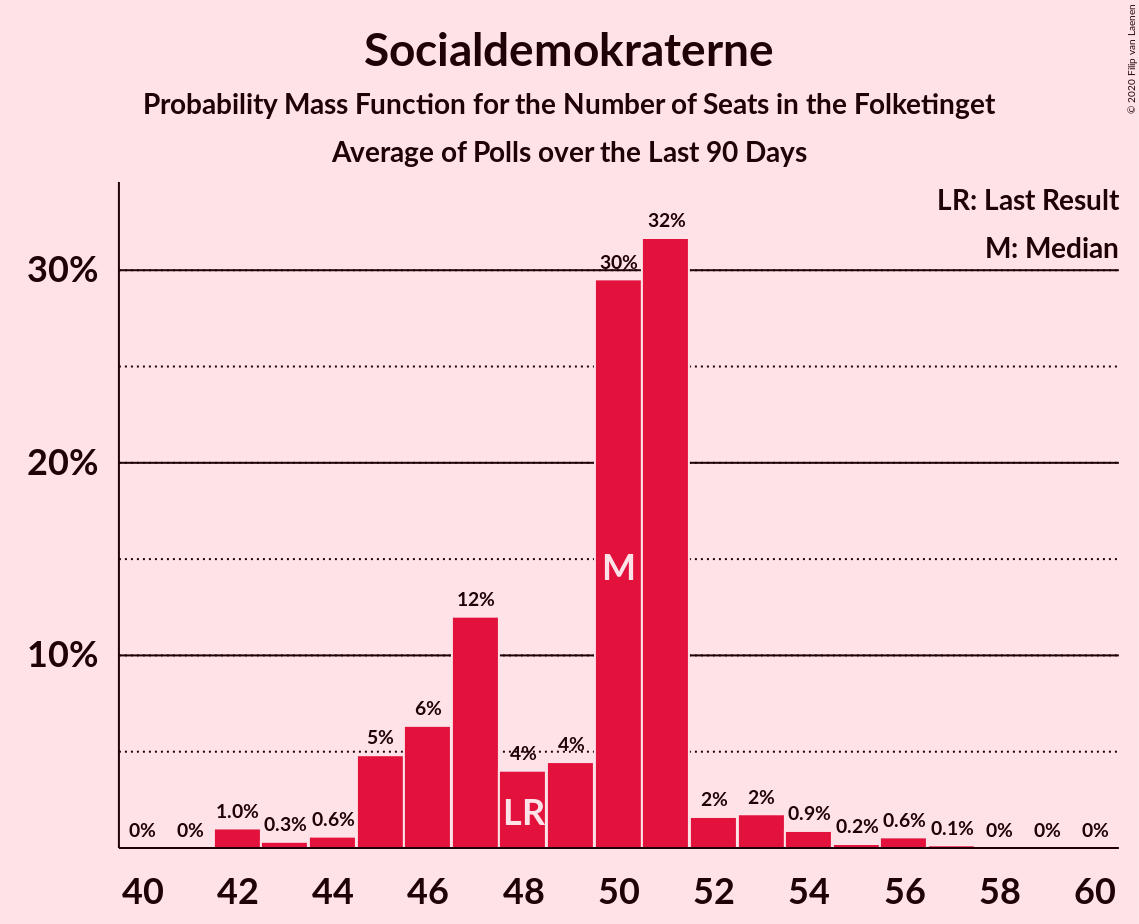 © 2020 Filip van Laenen
Socialdemokraterne
Probability Mass Function for the Number of Seats in the Folketinget
Average of Polls over the Last 90 Days
LR: Last Result
M: Median
30%
20%
10%
0%
0%
1.0%
0.3%
0.6%
5%
6%
12%
4%
4%
30%
32%
2%
2%
0.9%
0.2%
0.6%
0.1%
0%
0%
0%
M
LR
40 42 44 46 48 50 52 54 56 58 60